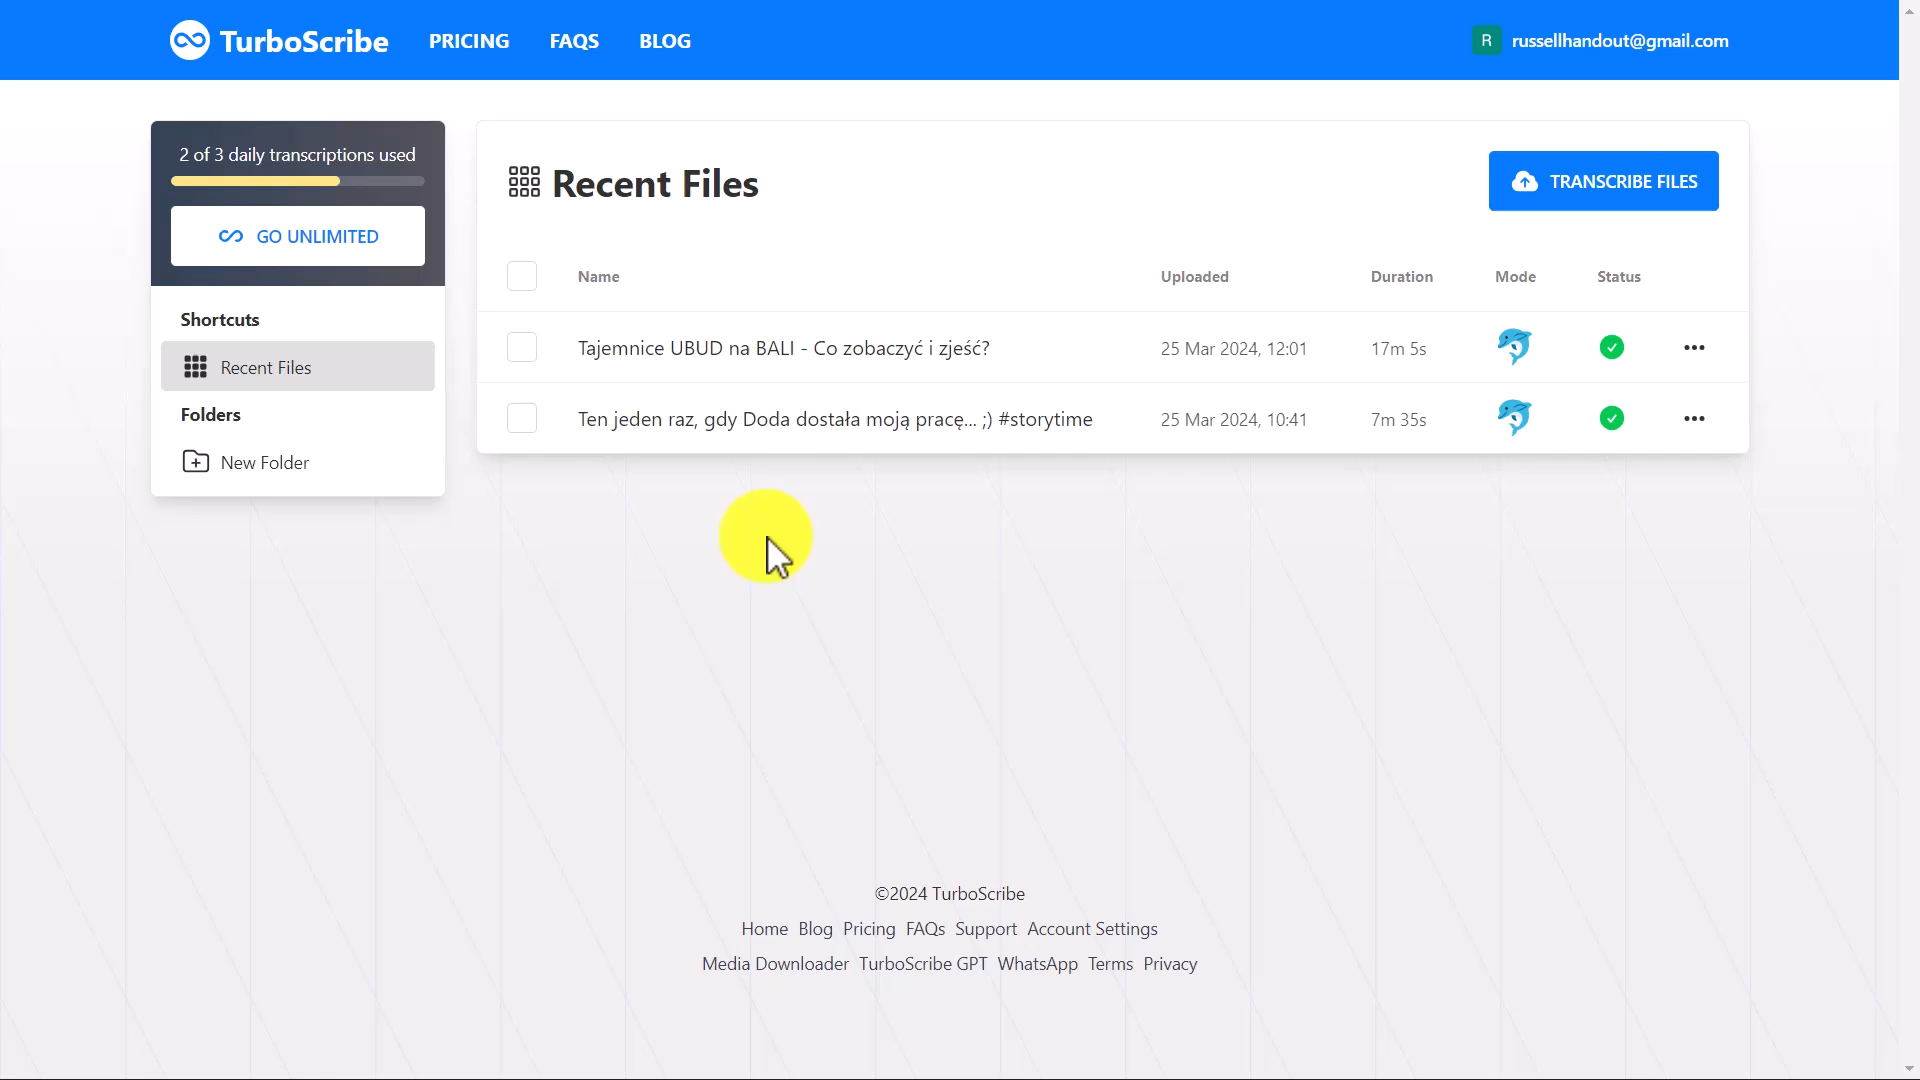 TurboScribe PRICING FAQS BLOG R russellhandout@gmail.com
2 of 3 daily transcriptions used
GO UNLIMITED
Shortcuts
Recent Files
Folders
New Folder
Recent Files TRANSCRIBE FILES
Name Uploaded Duration Mode Status
Tajemnice UBUD na BALI - Co zobaczyć i zjeść? 25 Mar 2024, 12:01 17m 5s
Ten jeden raz, gdy Doda dostała moją pracę... ;) #storytime 25 Mar 2024, 10:41 7m 35s
©2024 TurboScribe
Home Blog Pricing FAQs Support Account Settings
Media Downloader TurboScribe GPT WhatsApp Terms Privacy